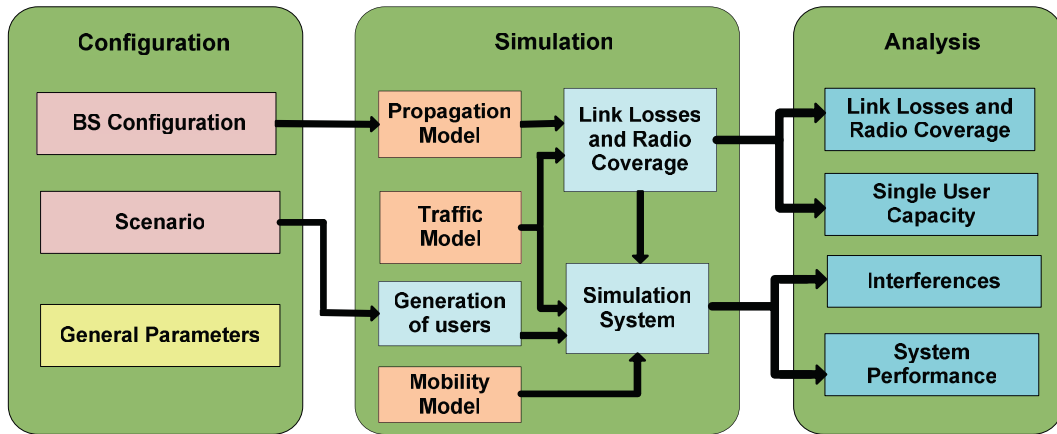 Configuration
BS Configuration
Scenario
General Parameters
Simulation
Propagation
Model
Traffic
Model
Generation
of users
Mobility
Model
Link Losses
and Radio
Coverage
Simulation
System
Analysis
Link Losses and
Radio Coverage
Single User
Capacity
Interferences
System
Performance